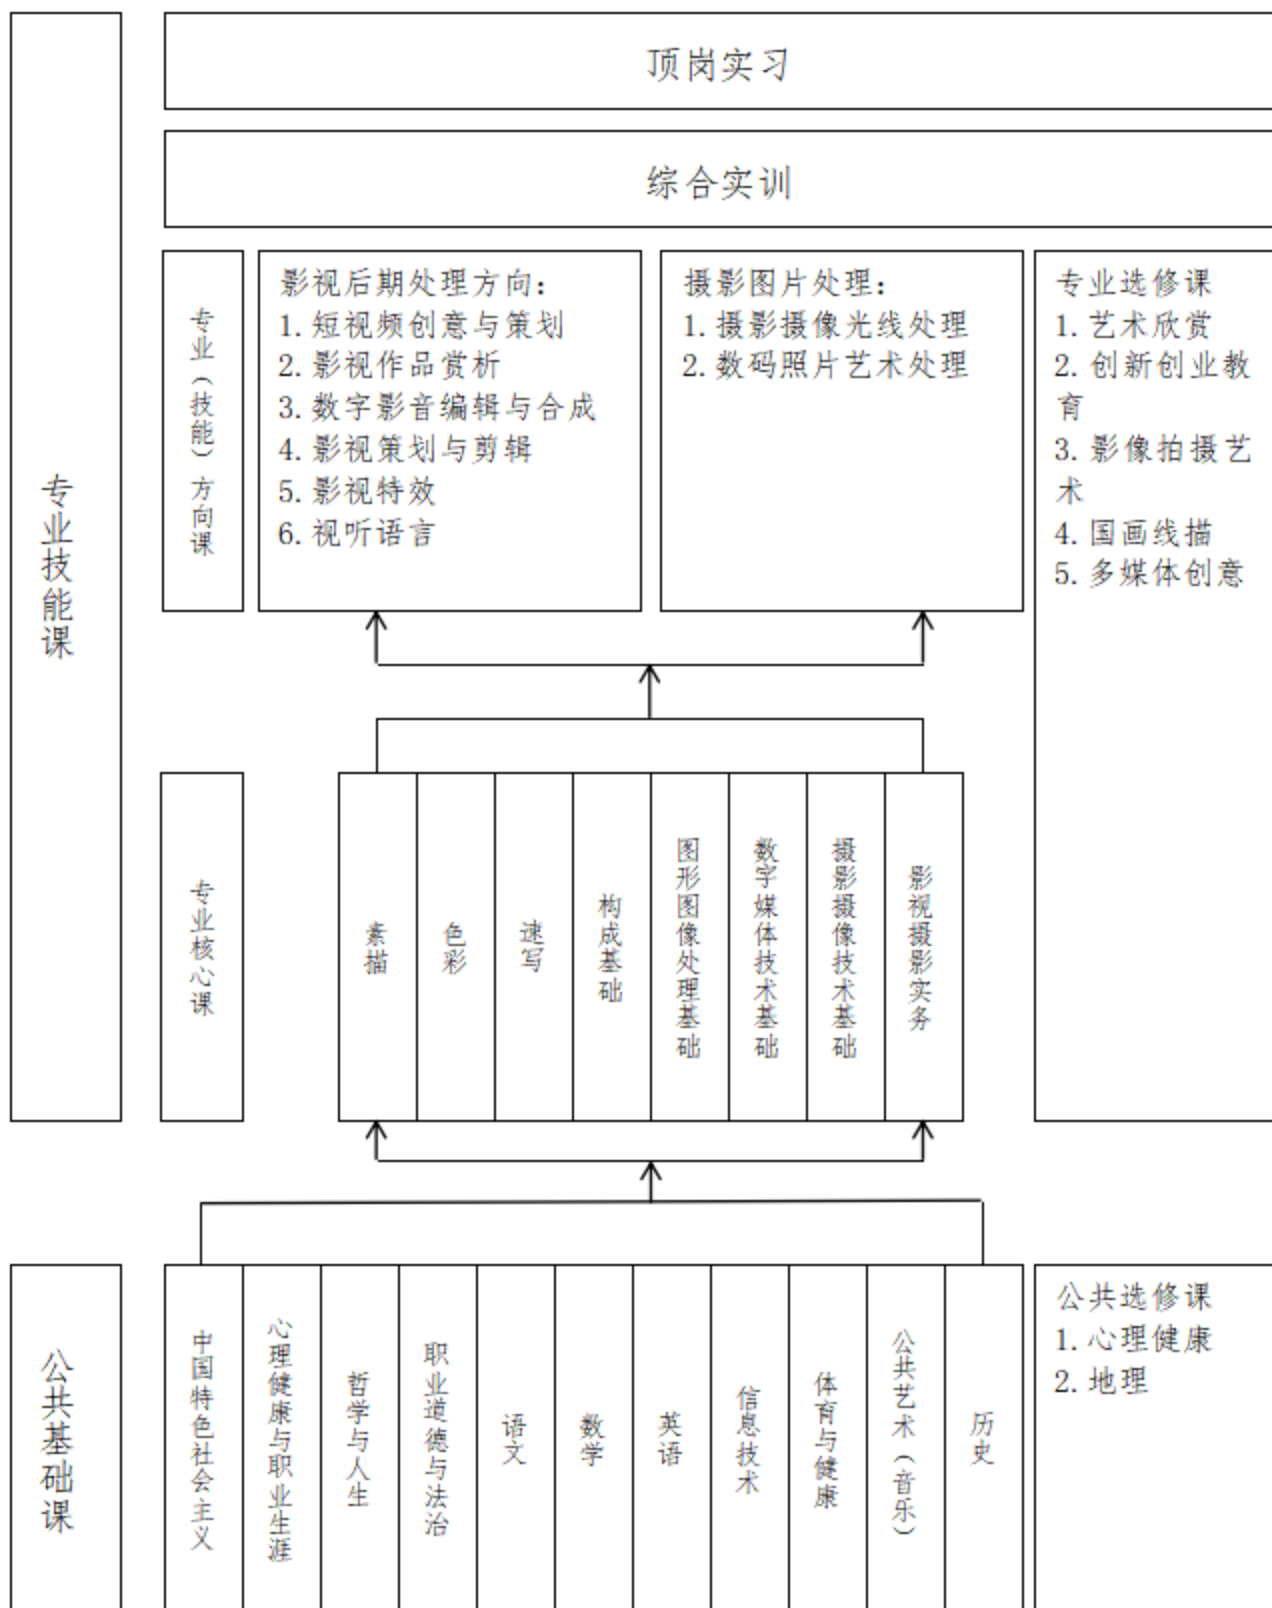 顶岗实习
综合实训
专业技能课
专业（技能）方向课
影视后期处理方向：
1. 短视频创意与策划
2. 影视作品赏析
3. 数字影音编辑与合成
4. 影视策划与剪辑
5. 影视特效
6. 视听语言
摄影图片处理：
1. 摄影摄像光线处理
2. 数码照片艺术处理
专业选修课
1. 艺术欣赏
2. 创新创业教
育
3. 影像拍摄艺
术
4. 国画线描
5. 多媒体创意
专业核心课
素描
色彩
速写
构成基础
图形图像处理基础
数字媒体技术基础
摄影摄像技术基础
影视摄影实务
公共基础课
中国特色社会主义
心理健康与职业生涯
哲学与人生
职业道德与法治
语文
数学
英语
信息技术
体育与健康
公共艺术（音乐）
历史
公共选修课
1. 心理健康
2. 地理